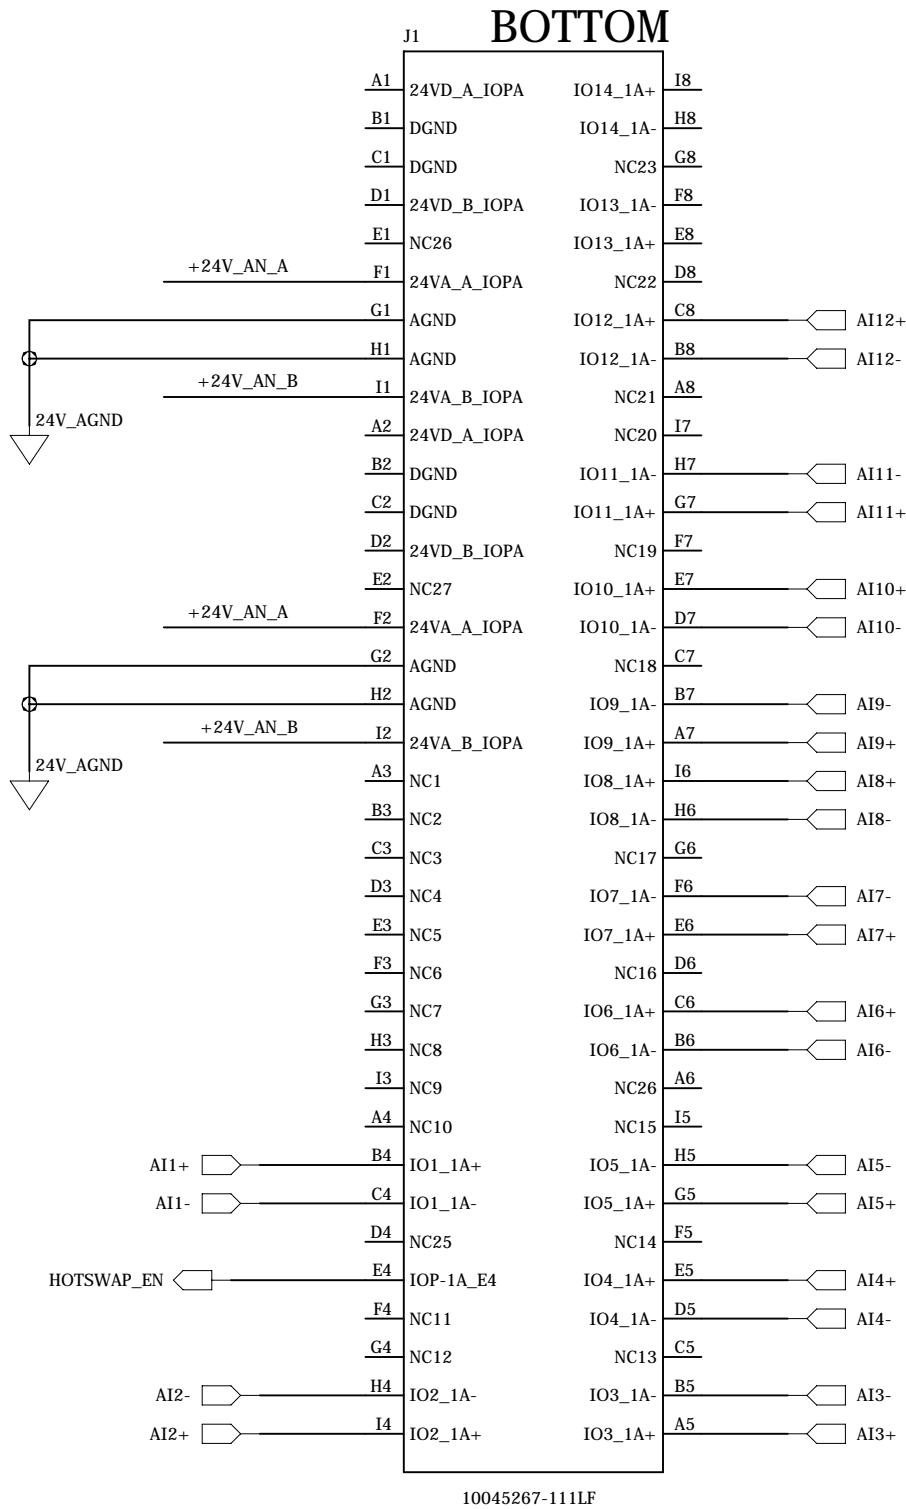 BOTTOM
J1
A1 24VD_A_IOPA IO14_1A+ I8
B1 DGND IO14_1A- H8
C1 DGND NC23 G8
D1 24VD_B_IOPA IO13_1A- F8
E1 NC26 IO13_1A+ E8
+24V_AN_A F1 24VA_A_IOPA NC22 D8
G1 AGND IO12_1A+ C8 AI12+
H1 AGND IO12_1A- B8 AI12-
+24V_AN_B I1 24VA_B_IOPA NC21 A8
24V_AGND
A2 24VD_A_IOPA NC20 I7
B2 DGND IO11_1A- H7 AI11-
C2 DGND IO11_1A+ G7 AI11+
D2 24VD_B_IOPA NC19 F7
E2 NC27 IO10_1A+ E7 AI10+
+24V_AN_A F2 24VA_A_IOPA IO10_1A- D7 AI10-
G2 AGND NC18 C7
H2 AGND IO9_1A- B7 AI9-
+24V_AN_B I2 24VA_B_IOPA IO9_1A+ A7 AI9+
24V_AGND
A3 NC1 IO8_1A+ I6 AI8+
B3 NC2 IO8_1A- H6 AI8-
C3 NC3 NC17 G6
D3 NC4 IO7_1A- F6 AI7-
E3 NC5 IO7_1A+ E6 AI7+
F3 NC6 NC16 D6
G3 NC7 IO6_1A+ C6 AI6+
H3 NC8 IO6_1A- B6 AI6-
I3 NC9 NC26 A6
A4 NC10 NC15 I5
AI1+ B4 IO1_1A+ IO5_1A- H5 AI5-
AI1- C4 IO1_1A- IO5_1A+ G5 AI5+
D4 NC25 NC14 F5
HOTSWAP_EN E4 IOP-1A_E4 IO4_1A+ E5 AI4+
F4 NC11 IO4_1A- D5 AI4-
G4 NC12 NC13 C5
AI2- H4 IO2_1A- IO3_1A- B5 AI3-
AI2+ I4 IO2_1A+ IO3_1A+ A5 AI3+
10045267-111LF